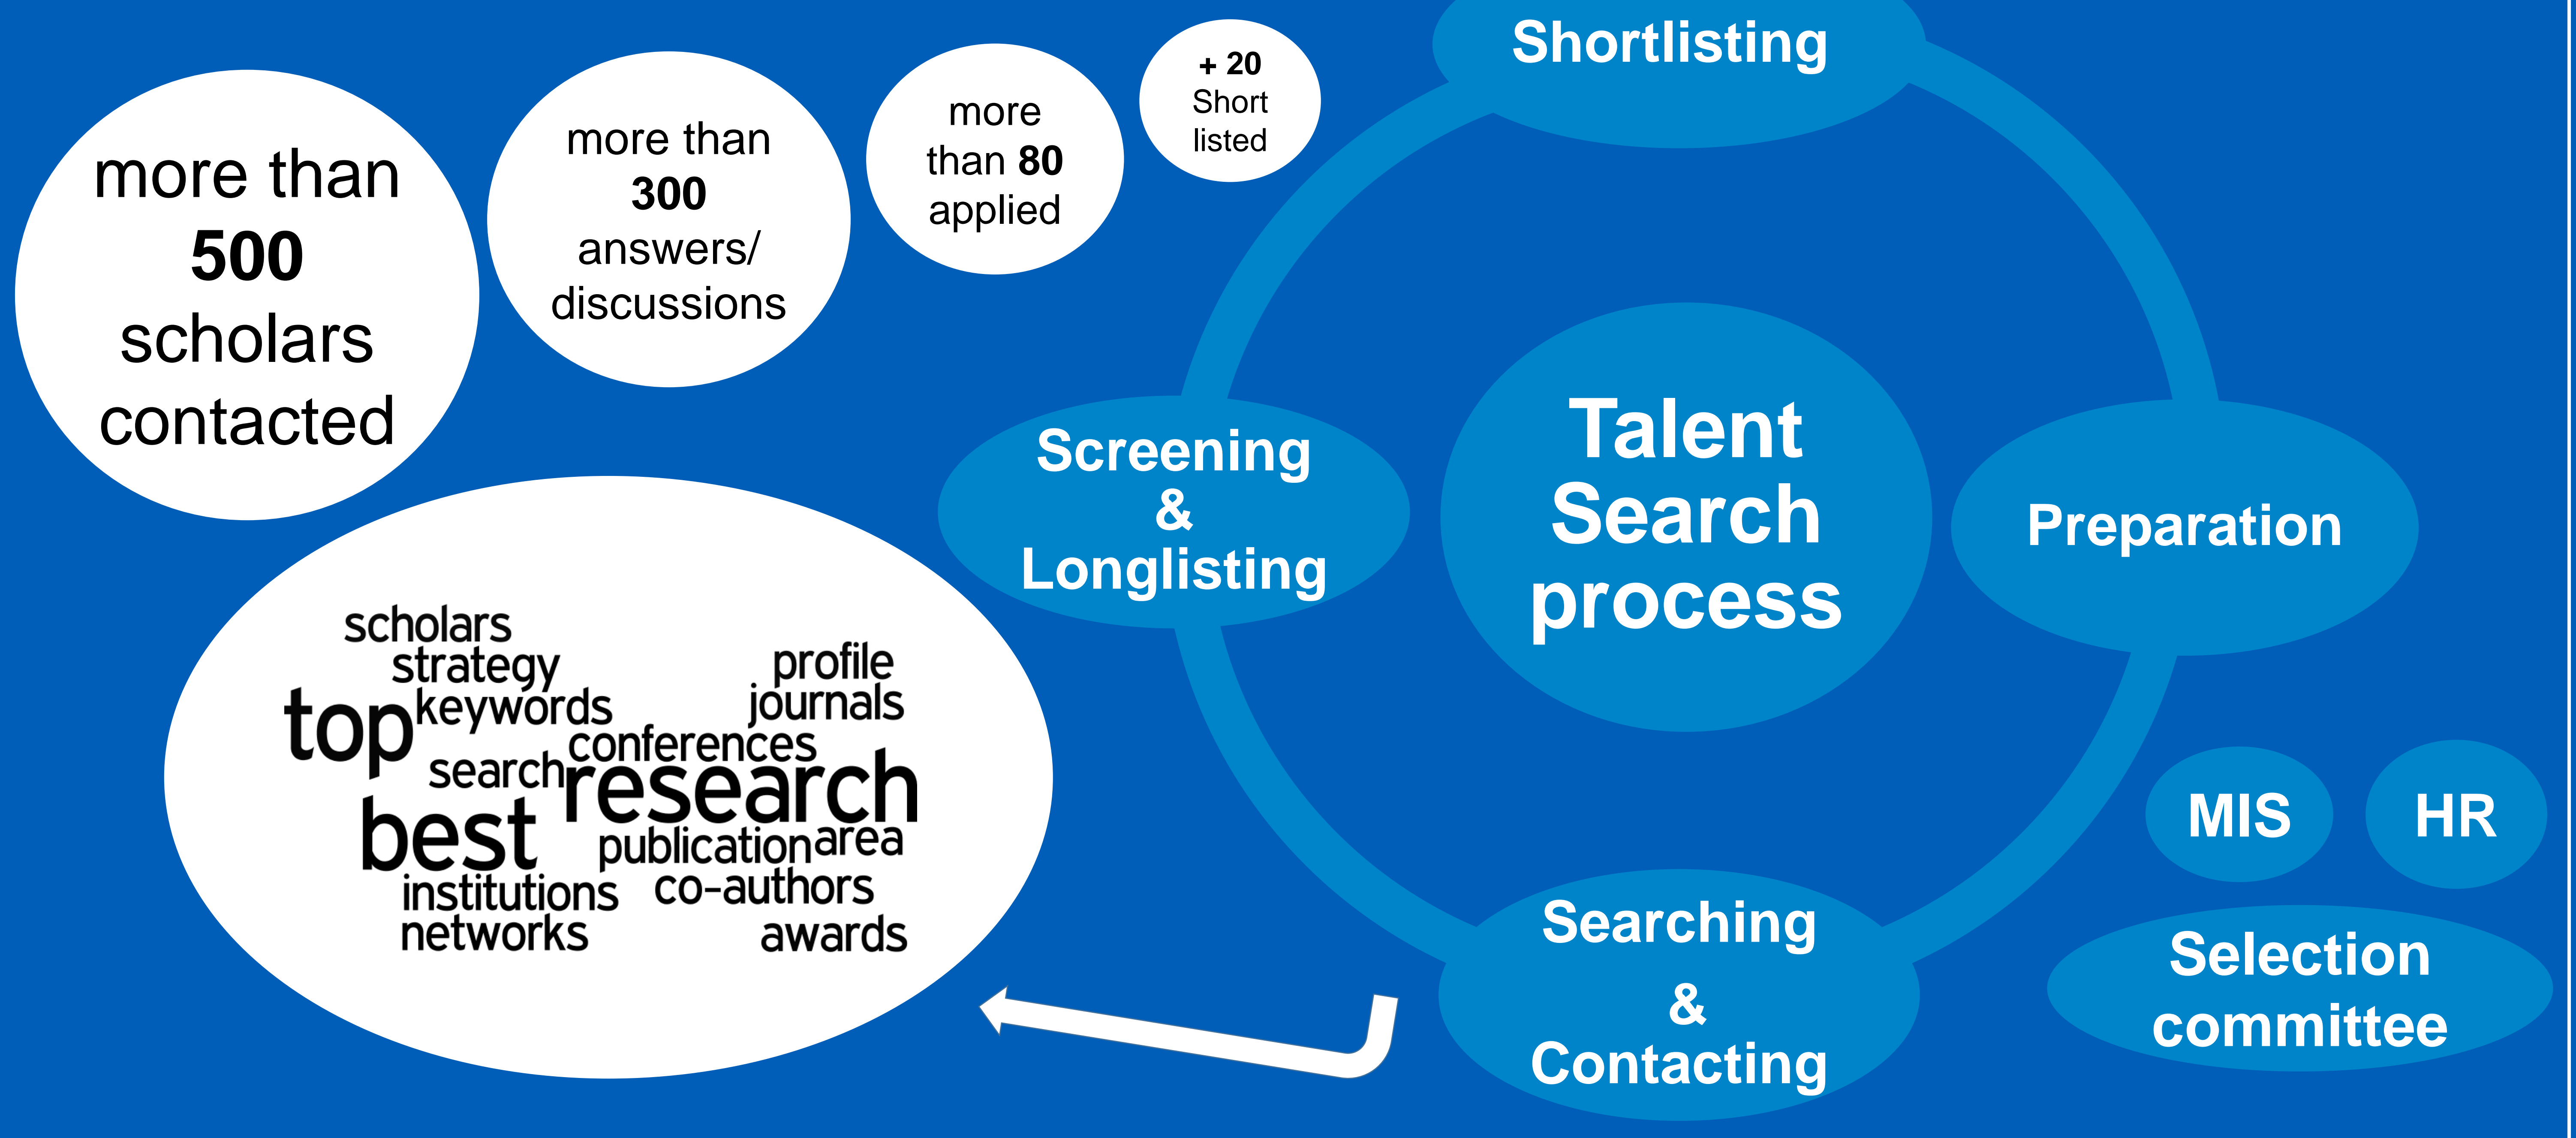 more than
500
scholars
contacted
more than
300
answers/
discussions
more
than 80
applied
+ 20
Short
listed
Shortlisting
Screening
&
Longlisting
Talent
Search
process
Preparation
Searching
&
Contacting
MIS
HR
Selection
committee
scholars
strategy
profile
top
keywords
journals
conferences
search
research
best
publication
area
institutions
co-authors
networks
awards